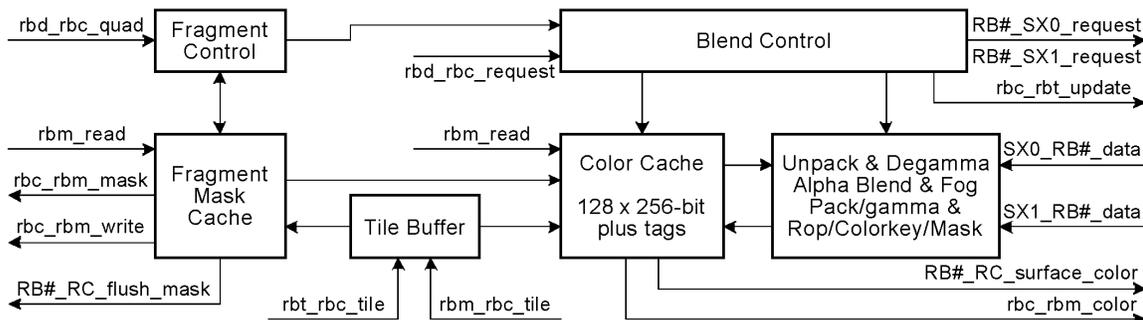 rbd_rbc_quad
Fragment
Control
rbd_rbc_request
Blend Control
RB#_SX0_request
RB#_SX1_request
rbc_rbt_update
rbm_read
rbc_rbm_mask
rbc_rbm_write
RB#_RC_flush_mask
Fragment
Mask
Cache
Tile Buffer
rbt_rbc_tile
rbm_rbc_tile
rbm_read
Color Cache
128 x 256-bit
plus tags
Unpack & Degamma
Alpha Blend & Fog
Pack/gamma &
Rop/Colorkey/Mask
SX0_RB#_data
SX1_RB#_data
RB#_RC_surface_color
rbc_rbm_color